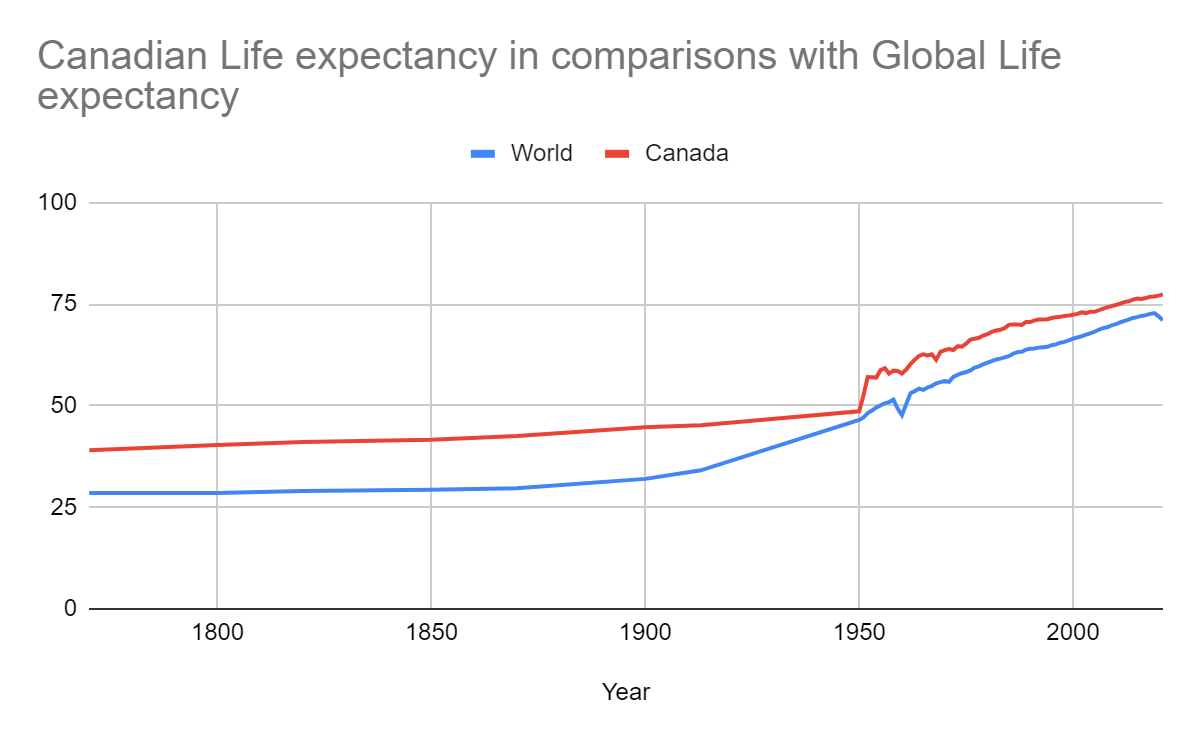 Canadian Life expectancy in comparisons with Global Life
expectancy
World Canada
100
75
50
25
0
1800 1850 1900 1950 2000
Year